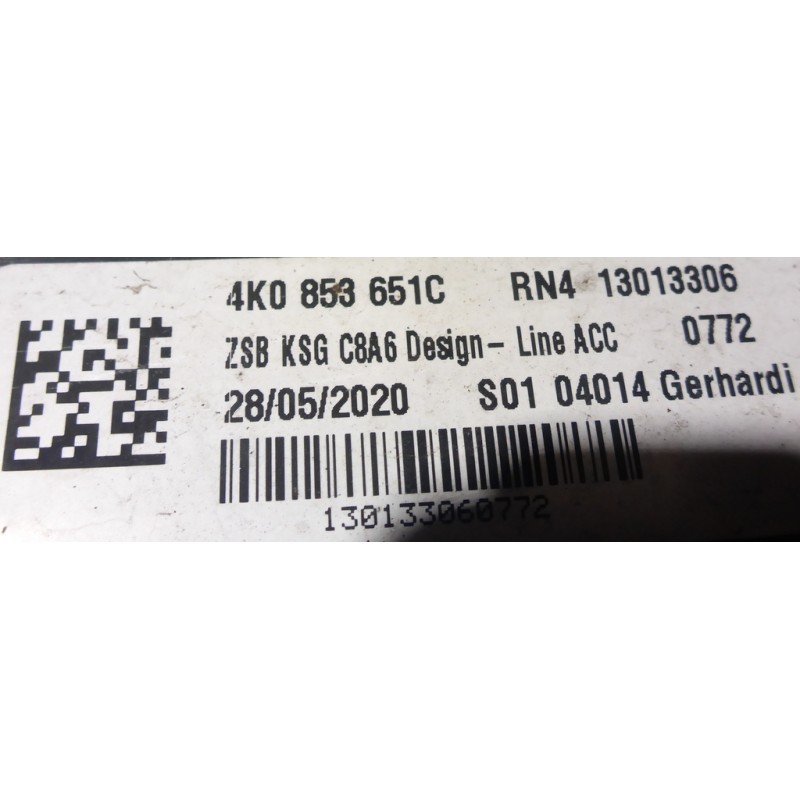 4K0 853 651C RN4 13013306
ZSB KSG C8A6 Design- Line ACC 0772
28/05/2020 S01 04014 Gerhardi
130133060772